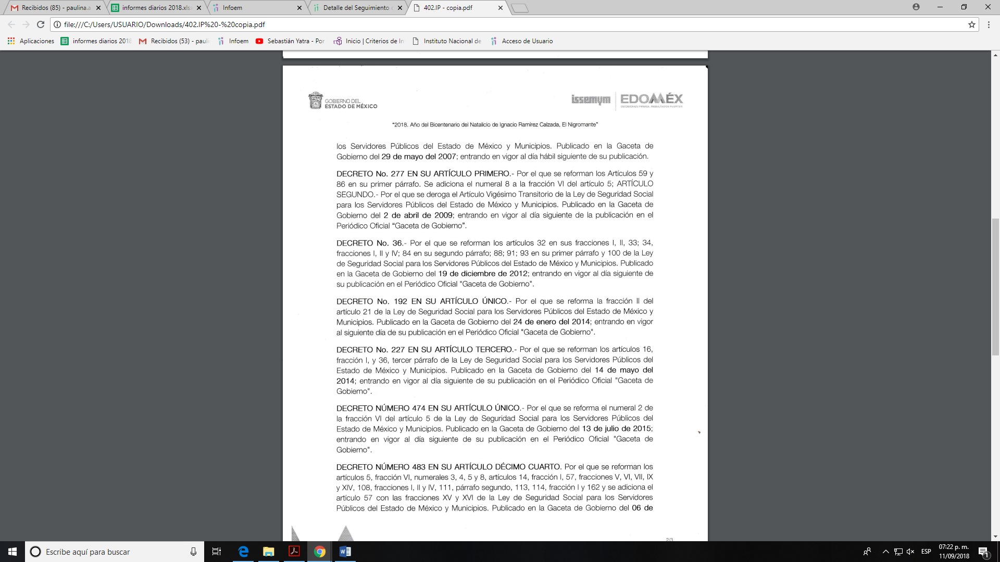 Recibidos (85) - paulina.a
informes diarios 2018.xlsx
Infoem
Detalle del Seguimiento
402.IP - copia.pdf
file:///C:/Users/USUARIO/Downloads/402.IP%20-%20copia.pdf
Aplicaciones
informes diarios 2018
Recibidos (53) - pauli
Infoem
Sebastián Yatra - Por
Inicio | Criterios de In
Instituto Nacional de
Acceso de Usuario
GOBIERNO DEL
ESTADO DE MÉXICO
issemym
EDOMÉX
DECISIONES FIRMES, RESULTADOS FUERTES.
"2018. Año del Bicentenario del Natalicio de Ignacio Ramírez Calzada, El Nigromante"
los Servidores Públicos del Estado de México y Municipios. Publicado en la Gaceta de
Gobierno del 29 de mayo del 2007; entrando en vigor al día hábil siguiente de su publicación.
DECRETO No. 277 EN SU ARTÍCULO PRIMERO.- Por el que se reforman los Artículos 59 y
86 en su primer párrafo. Se adiciona el numeral 8 a la fracción VI del artículo 5; ARTÍCULO
SEGUNDO.- Por el que se deroga el Artículo Vigésimo Transitorio de la Ley de Seguridad Social
para los Servidores Públicos del Estado de México y Municipios. Publicado en la Gaceta de
Gobierno del 2 de abril de 2009; entrando en vigor al día siguiente de la publicación en el
Periódico Oficial “Gaceta de Gobierno”.
DECRETO No. 36.- Por el que se reforman los artículos 32 en sus fracciones I, II, 33; 34,
fracciones I, II y IV; 84 en su segundo párrafo; 88; 91; 93 en su primer párrafo y 100 de la Ley
de Seguridad Social para los Servidores Públicos del Estado de México y Municipios. Publicado
en la Gaceta de Gobierno del 19 de diciembre de 2012; entrando en vigor al día siguiente de
su publicación en el Periódico Oficial "Gaceta de Gobierno".
DECRETO No. 192 EN SU ARTÍCULO ÚNICO.- Por el que se reforma la fracción II del
artículo 21 de la Ley de Seguridad Social para los Servidores Públicos del Estado de México y
Municipios. Publicado en la Gaceta de Gobierno del 24 de enero del 2014; entrando en vigor
al siguiente día de su publicación en el Periódico Oficial "Gaceta de Gobierno".
DECRETO No. 227 EN SU ARTÍCULO TERCERO.- Por el que se reforman los artículos 16,
fracción I, y 36, tercer párrafo de la Ley de Seguridad Social para los Servidores Públicos del
Estado de México y Municipios. Publicado en la Gaceta de Gobierno del 14 de mayo del
2014; entrando en vigor al día siguiente de su publicación en el Periódico Oficial "Gaceta de
Gobierno".
DECRETO NÚMERO 474 EN SU ARTÍCULO ÚNICO.- Por el que se reforma el numeral 2 de
la fracción VI del artículo 5 de la Ley de Seguridad Social para los Servidores Públicos del
Estado de México y Municipios. Publicado en la Gaceta de Gobierno del 13 de julio de 2015;
entrando en vigor al día siguiente de su publicación en el Periódico Oficial "Gaceta de
Gobierno".
DECRETO NÚMERO 483 EN SU ARTÍCULO DÉCIMO CUARTO. Por el que se reforman los
artículos 5, fracción VI, numerales 3, 4, 5 y 8, artículos 14, fracción I, 57, fracciones V, VI, VII, IX
y XIV, 108, fracciones I, II y IV, 111, párrafo segundo, 113, 114, fracción I y 162 y se adiciona el
artículo 57 con las fracciones XV y XVI de la Ley de Seguridad Social para los Servidores
Públicos del Estado de México y Municipios. Publicado en la Gaceta de Gobierno del 06 de
2/3
Escribe aquí para buscar
ESP
07:22 p. m.
11/09/2018
1